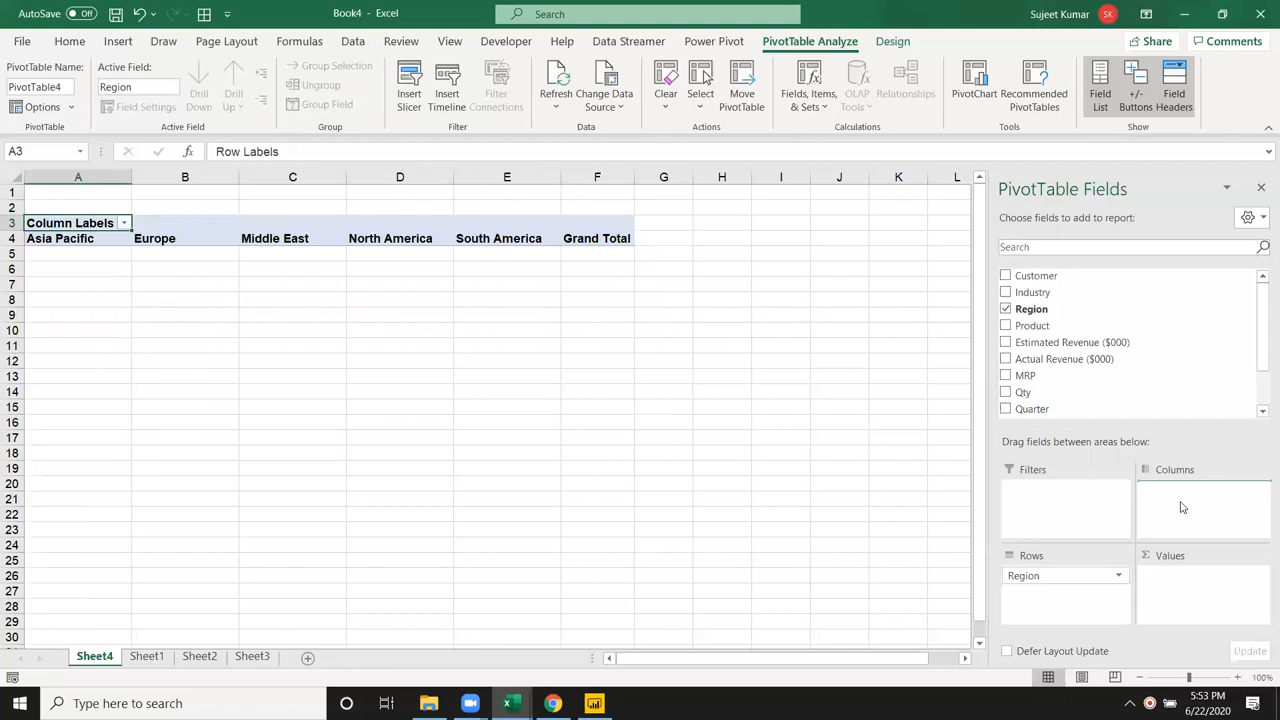 AutoSave Off Book4 - Excel Search Sujeet Kumar SK
File Home Insert Draw Page Layout Formulas Data Review View Developer Help Data Streamer Power Pivot PivotTable Analyze Design Share Comments
PivotTable Name: Active Field: Group Selection
PivotTable4 Region Ungroup
Options Field Settings Group Field
Drill Down Drill Up Insert Slicer Insert Timeline Filter Connections Refresh Change Data Source Clear Select Move PivotTable Fields, Items, & Sets OLAP Tools Relationships PivotChart Recommended PivotTables Field List +/- Buttons Field Headers
PivotTable Active Field Group Filter Data Actions Calculations Tools Show
A3 fx Row Labels
A B C D E F G H I J K L
1
2
3 Column Labels
4 Asia Pacific Europe Middle East North America South America Grand Total
5
6
7
8
9
10
11
12
13
14
15
16
17
18
19
20
21
22
23
24
25
26
27
28
29
30
PivotTable Fields
Choose fields to add to report:
Search
Customer
Industry
Region
Product
Estimated Revenue ($000)
Actual Revenue ($000)
MRP
Qty
Quarter
Drag fields between areas below:
Filters Columns
Rows Σ Values
Region
Defer Layout Update Update
Sheet4 Sheet1 Sheet2 Sheet3
100%
Type here to search
5:53 PM
6/22/2020